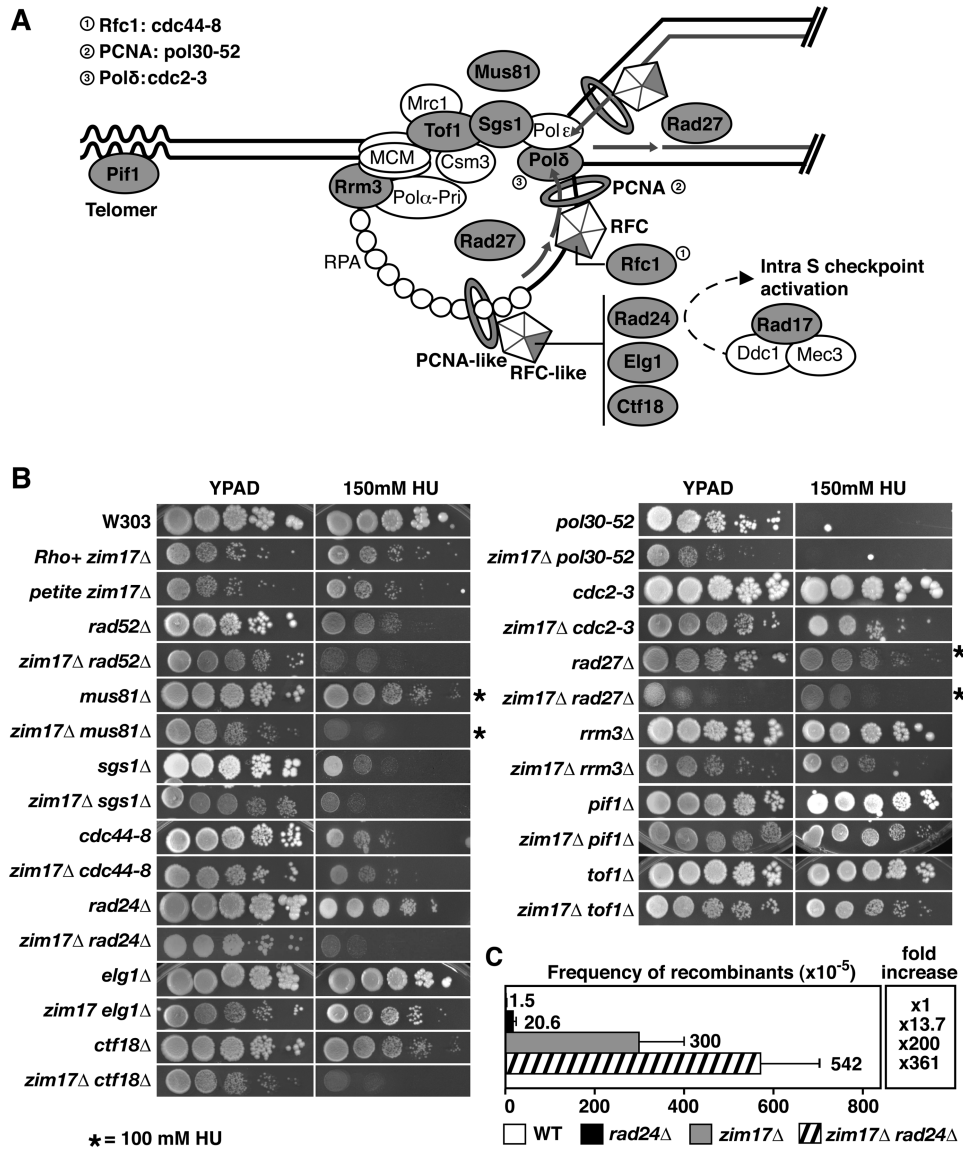 A
① Rfc1: cdc44-8
② PCNA: pol30-52
③ Polδ:cdc2-3
Mus81
Mrc1
Tof1
Sgs1
Pol ε
Rad27
MCM
Csm3
Polδ
③
Pif1
Telomer
Rrm3
Polα-Pri
PCNA ②
Rad27
RFC
RPA
Rfc1
①
Intra S checkpoint
activation
Rad24
Rad17
Ddc1
Mec3
PCNA-like
RFC-like
Elg1
Ctf18
B
YPAD 150mM HU
W303
Rho+ zim17Δ
petite zim17Δ
rad52Δ
zim17Δ rad52Δ
mus81Δ *
zim17Δ mus81Δ *
sgs1Δ
zim17Δ sgs1Δ
cdc44-8
zim17Δ cdc44-8
rad24Δ
zim17Δ rad24Δ
elg1Δ
zim17 elg1Δ
ctf18Δ
zim17Δ ctf18Δ
* = 100 mM HU
YPAD 150mM HU
pol30-52
zim17Δ pol30-52
cdc2-3
zim17Δ cdc2-3
rad27Δ *
zim17Δ rad27Δ *
rrm3Δ
zim17Δ rrm3Δ
pif1Δ
zim17Δ pif1Δ
tof1Δ
zim17Δ tof1Δ
C
Frequency of recombinants (x10-5)
fold
increase
1.5 x1
20.6 x13.7
300 x200
542 x361
0 200 400 600 800
WT rad24Δ zim17Δ zim17Δ rad24Δ